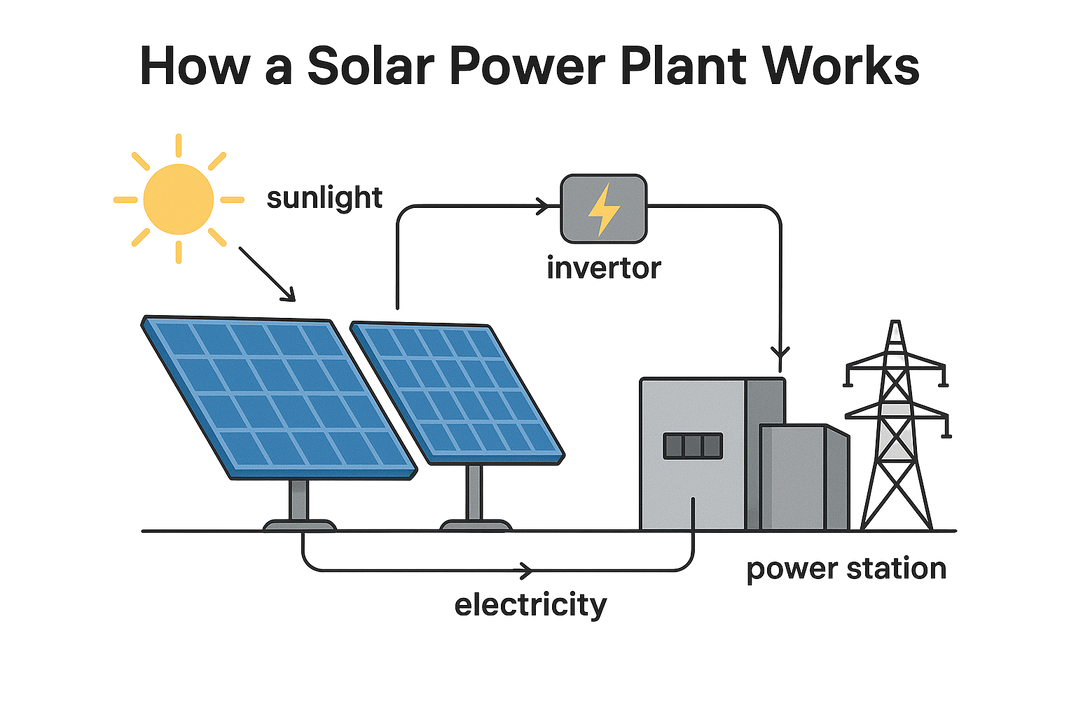 How a Solar Power Plant Works
sunlight
invertor
power station
electricity